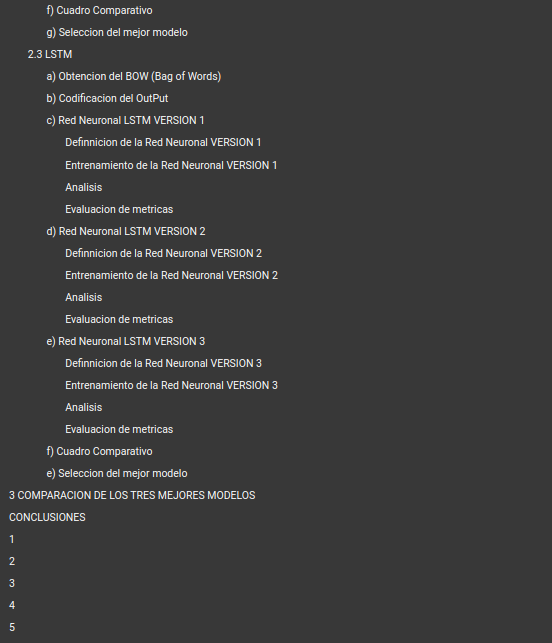 f) Cuadro Comparativo
g) Seleccion del mejor modelo
2.3 LSTM
a) Obtencion del BOW (Bag of Words)
b) Codificacion del OutPut
c) Red Neuronal LSTM VERSION 1
Definnicion de la Red Neuronal VERSION 1
Entrenamiento de la Red Neuronal VERSION 1
Analisis
Evaluacion de metricas
d) Red Neuronal LSTM VERSION 2
Definnicion de la Red Neuronal VERSION 2
Entrenamiento de la Red Neuronal VERSION 2
Analisis
Evaluacion de metricas
e) Red Neuronal LSTM VERSION 3
Definnicion de la Red Neuronal VERSION 3
Entrenamiento de la Red Neuronal VERSION 3
Analisis
Evaluacion de metricas
f) Cuadro Comparativo
e) Seleccion del mejor modelo
3 COMPARACION DE LOS TRES MEJORES MODELOS
CONCLUSIONES
1
2
3
4
5